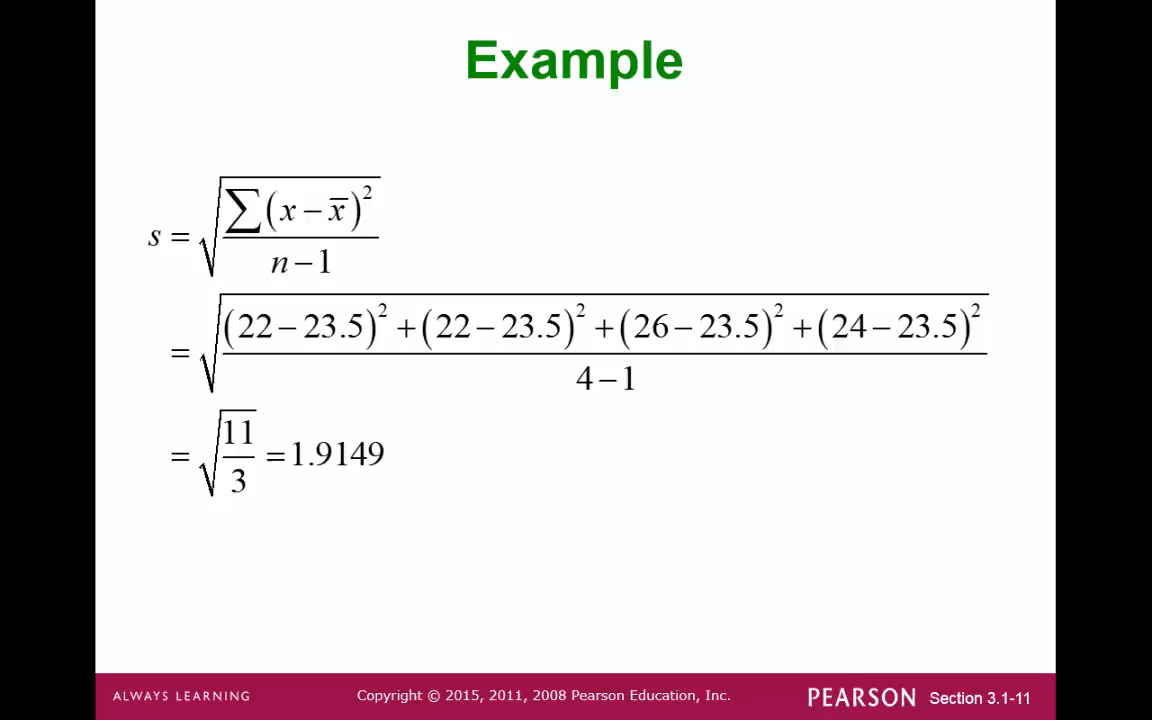 Example
s = √(∑(x − x̄)² / (n − 1))
= √(((22 − 23.5)² + (22 − 23.5)² + (26 − 23.5)² + (24 − 23.5)²) / (4 − 1))
= √(11 / 3) = 1.9149
ALWAYS LEARNING Copyright © 2015, 2011, 2008 Pearson Education, Inc. PEARSON Section 3.1-11